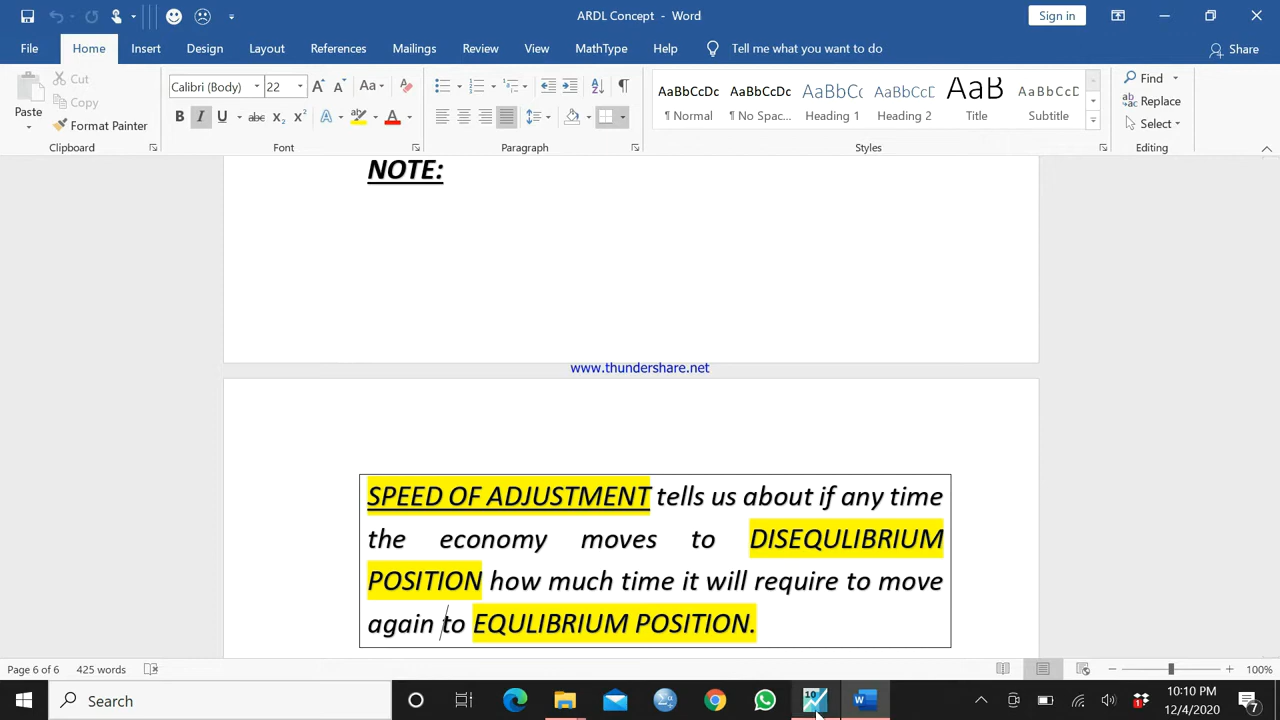 ARDL Concept - Word
Sign in
File Home Insert Design Layout References Mailings Review View MathType Help Tell me what you want to do Share
Paste
Cut
Copy
Format Painter
Clipboard
Calibri (Body) 22
Font
Paragraph
AaBbCcDc AaBbCcDc AaBbCc AaBbCcD AaB AaBbCcD
¶ Normal ¶ No Spac... Heading 1 Heading 2 Title Subtitle
Styles
Find
Replace
Select
Editing
NOTE:
www.thundershare.net
SPEED OF ADJUSTMENT tells us about if any time
the economy moves to DISEQULIBRIUM
POSITION how much time it will require to move
again to EQULIBRIUM POSITION.
Page 6 of 6 425 words 100%
Search
10
10:10 PM
12/4/2020
7